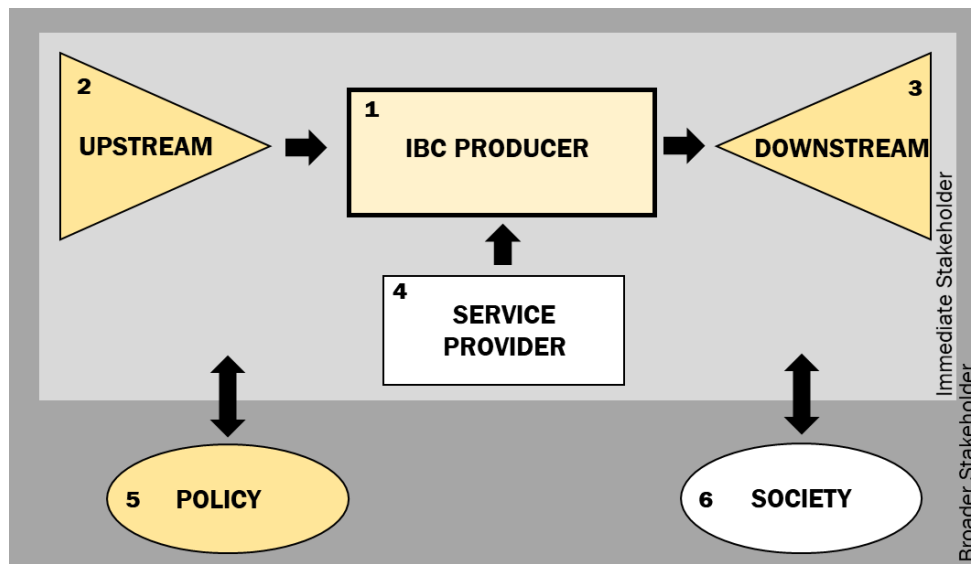 2
UPSTREAM
1
IBC PRODUCER
3
DOWNSTREAM
4
SERVICE
PROVIDER
Immediate Stakeholder
5
POLICY
6
SOCIETY
Broader Stakeholder